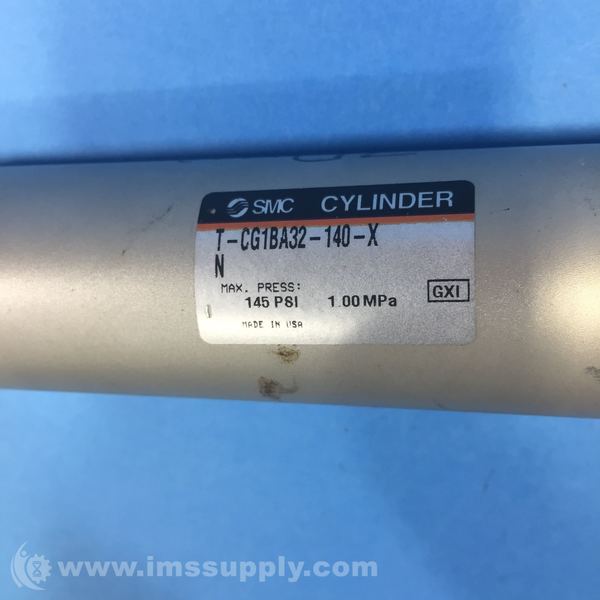 SMC CYLINDER
T-CG1BA32-140-X
N
MAX. PRESS:
145 PSI 1.00 MPa
GXI
MADE IN USA
www.imssupply.com